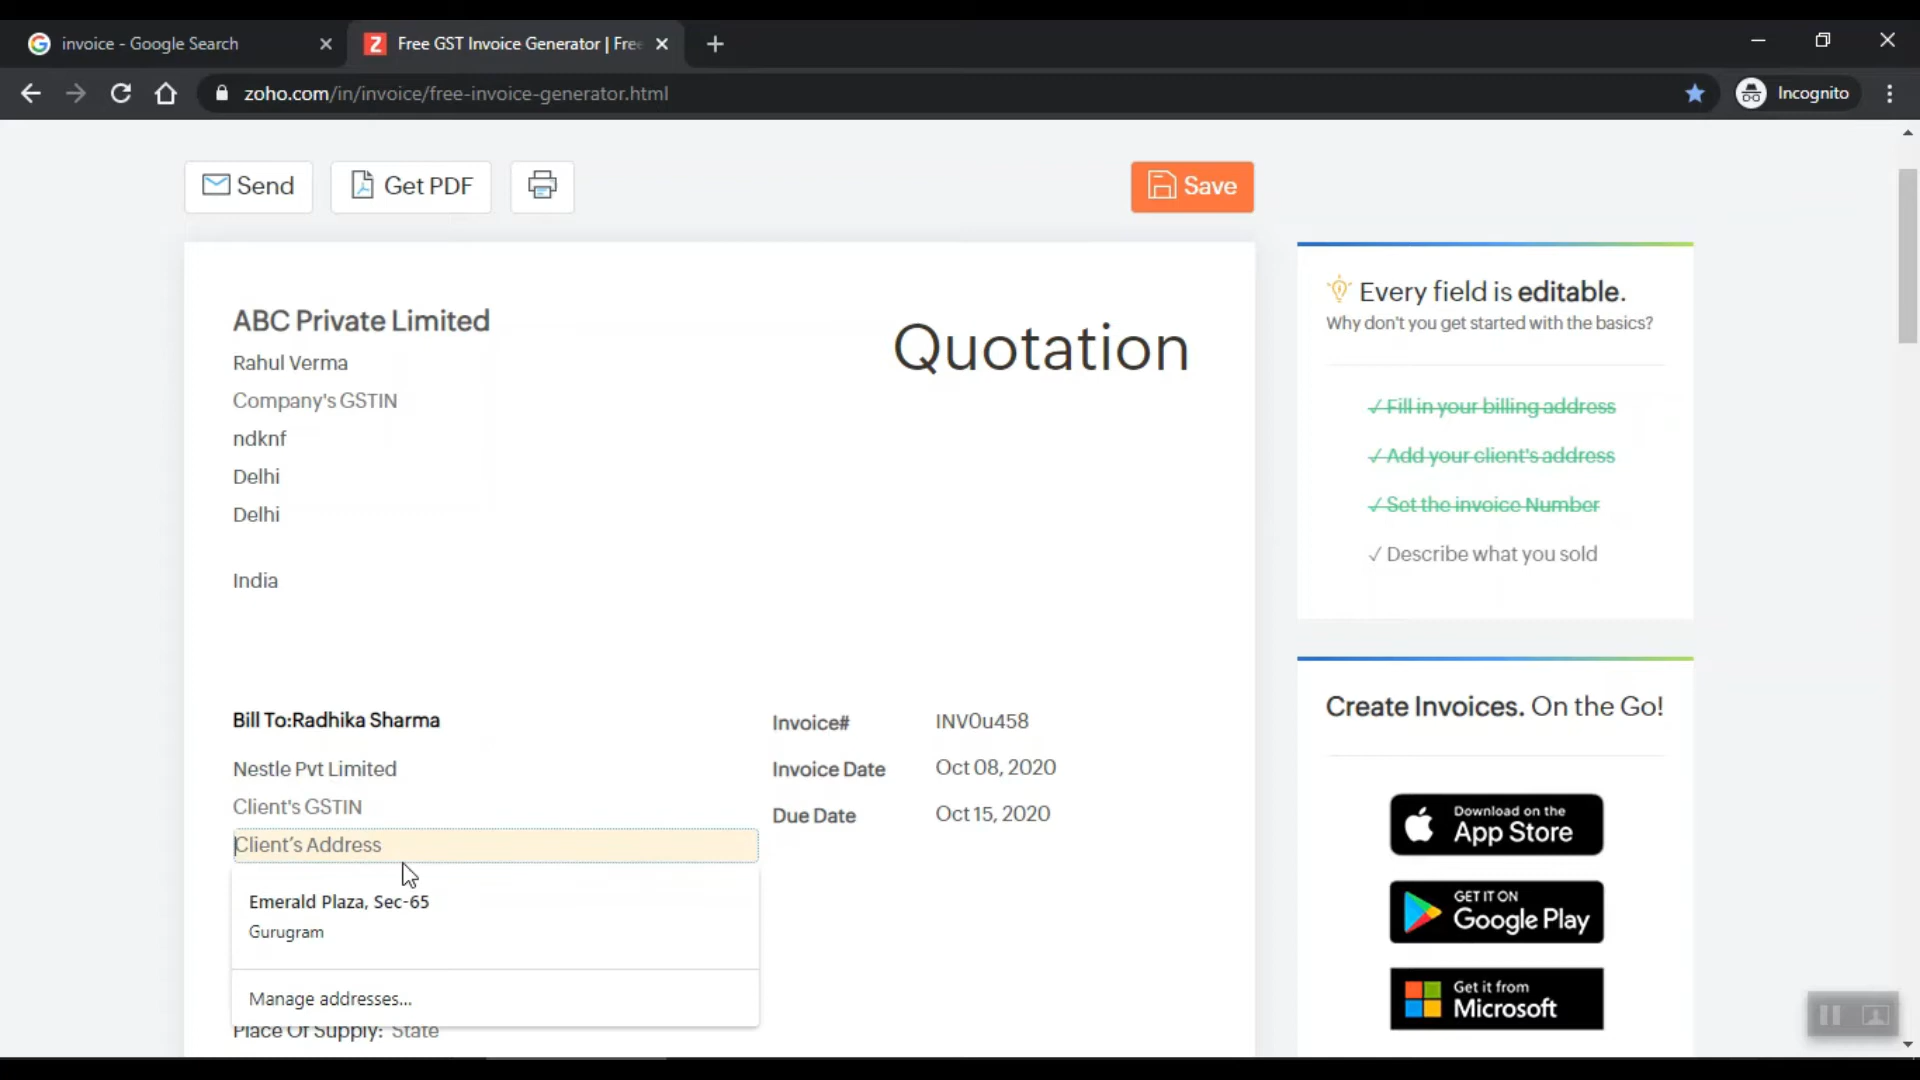 invoice - Google Search
Free GST Invoice Generator | Free
zoho.com/in/invoice/free-invoice-generator.html
Incognito
Send
Get PDF
Save
ABC Private Limited
Rahul Verma
Company's GSTIN
ndknf
Delhi
Delhi
India
Quotation
Every field is editable.
Why don't you get started with the basics?
✓ Fill in your billing address
✓ Add your client's address
✓ Set the invoice Number
✓ Describe what you sold
Bill To:Radhika Sharma
Nestle Pvt Limited
Client's GSTIN
Client's Address
Emerald Plaza, Sec-65
Gurugram
Manage addresses...
Place Of Supply: State
Invoice# INV0u458
Invoice Date Oct 08, 2020
Due Date Oct 15, 2020
Create Invoices. On the Go!
Download on the
App Store
GET IT ON
Google Play
Get it from
Microsoft